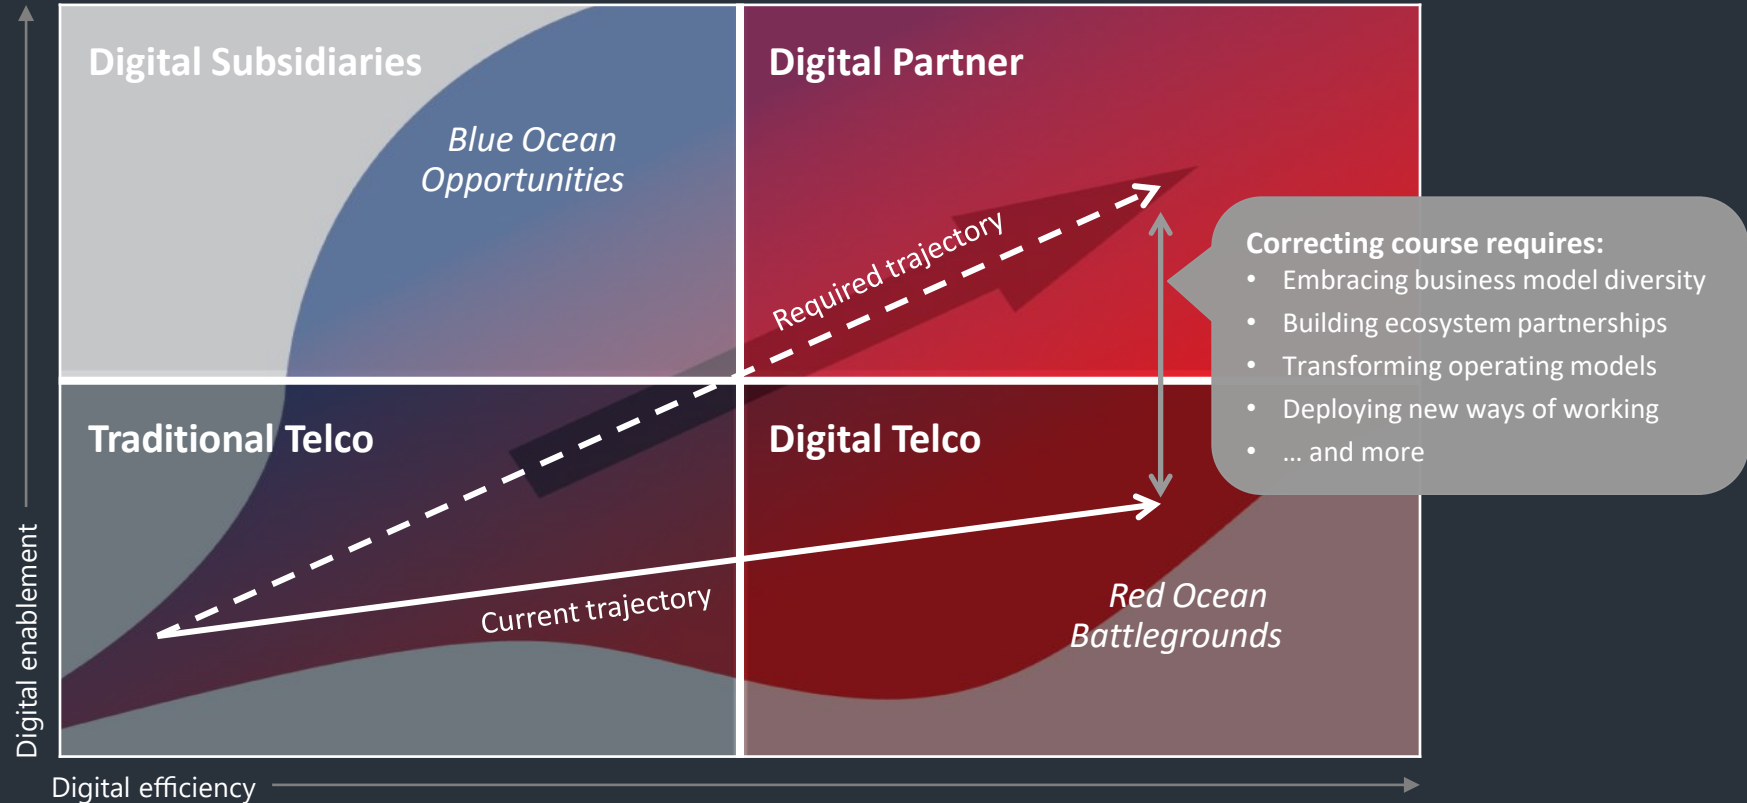 Digital Subsidiaries
Digital Partner
Blue Ocean
Opportunities
Required trajectory
Correcting course requires:
• Embracing business model diversity
• Building ecosystem partnerships
• Transforming operating models
• Deploying new ways of working
• ... and more
Traditional Telco
Digital Telco
Current trajectory
Red Ocean
Battlegrounds
Digital enablement
Digital efficiency